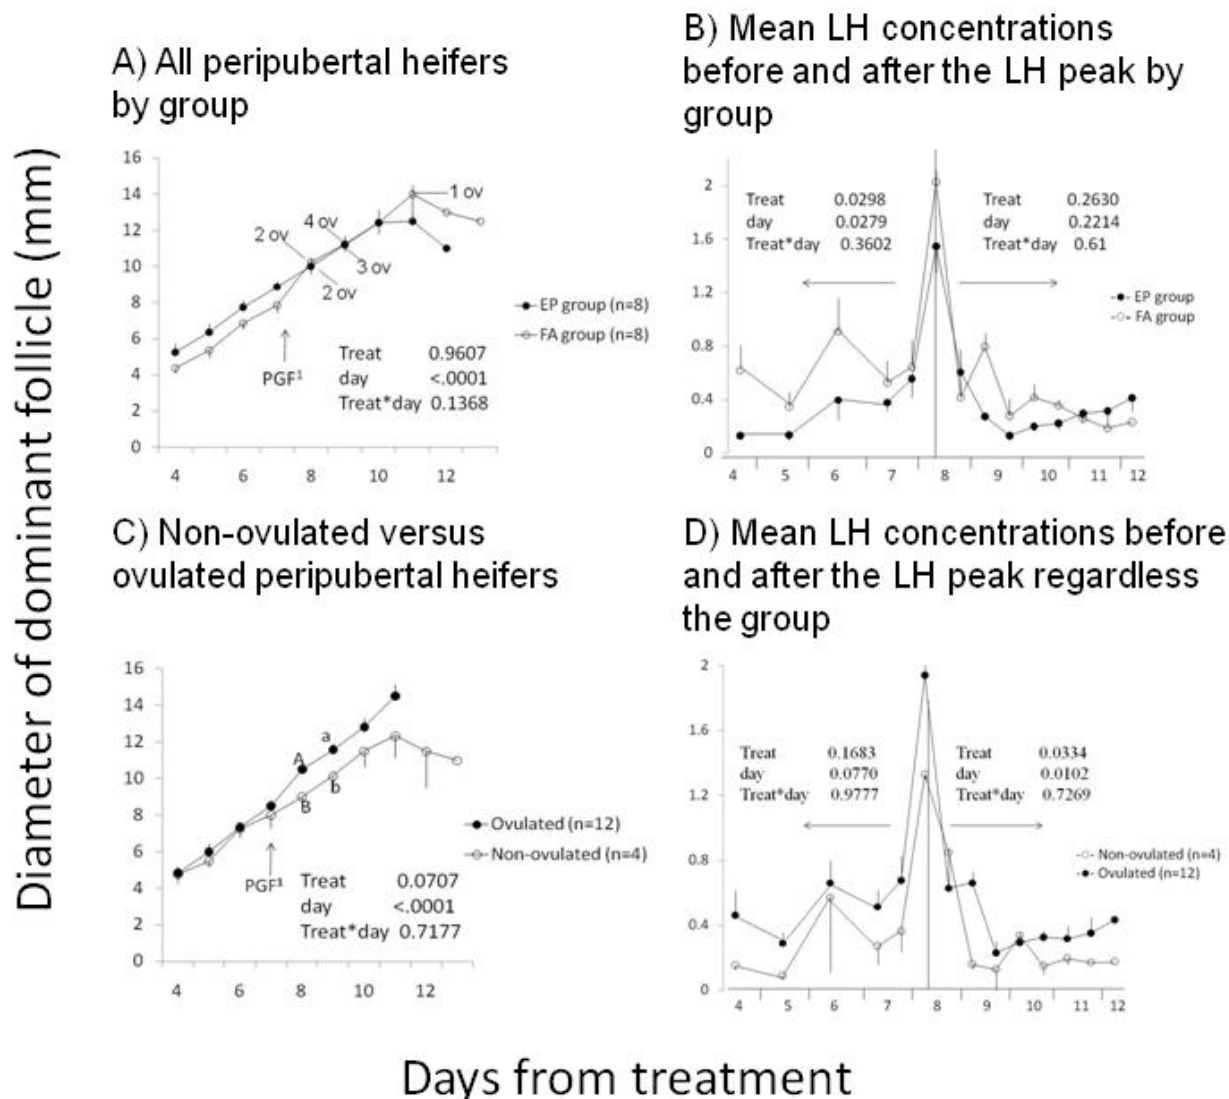 Diameter of dominant follicle (mm)
A) All peripubertal heifers
by group
16
14
12
10
8
6
4
2
0
4
6
8
10
12
2 ov
4 ov
1 ov
3 ov
2 ov
PGF¹
EP group (n=8)
FA group (n=8)
Treat 0.9607
day <.0001
Treat*day 0.1368
B) Mean LH concentrations
before and after the LH peak by
group
2
1.6
1.2
0.8
0.4
0
4
5
6
7
8
9
10
11
12
Treat 0.0298
day 0.0279
Treat*day 0.3602
Treat 0.2630
day 0.2214
Treat*day 0.61
EP group
FA group
C) Non-ovulated versus
ovulated peripubertal heifers
16
14
12
10
8
6
4
2
0
4
6
8
10
12
A
a
B
b
PGF¹
Ovulated (n=12)
Non-ovulated (n=4)
Treat 0.0707
day <.0001
Treat*day 0.7177
D) Mean LH concentrations before
and after the LH peak regardless
the group
2
1.6
1.2
0.8
0.4
0
4
5
6
7
8
9
10
11
12
Treat 0.1683
day 0.0770
Treat*day 0.9777
Treat 0.0334
day 0.0102
Treat*day 0.7269
Non-ovulated (n=4)
Ovulated (n=12)
Days from treatment